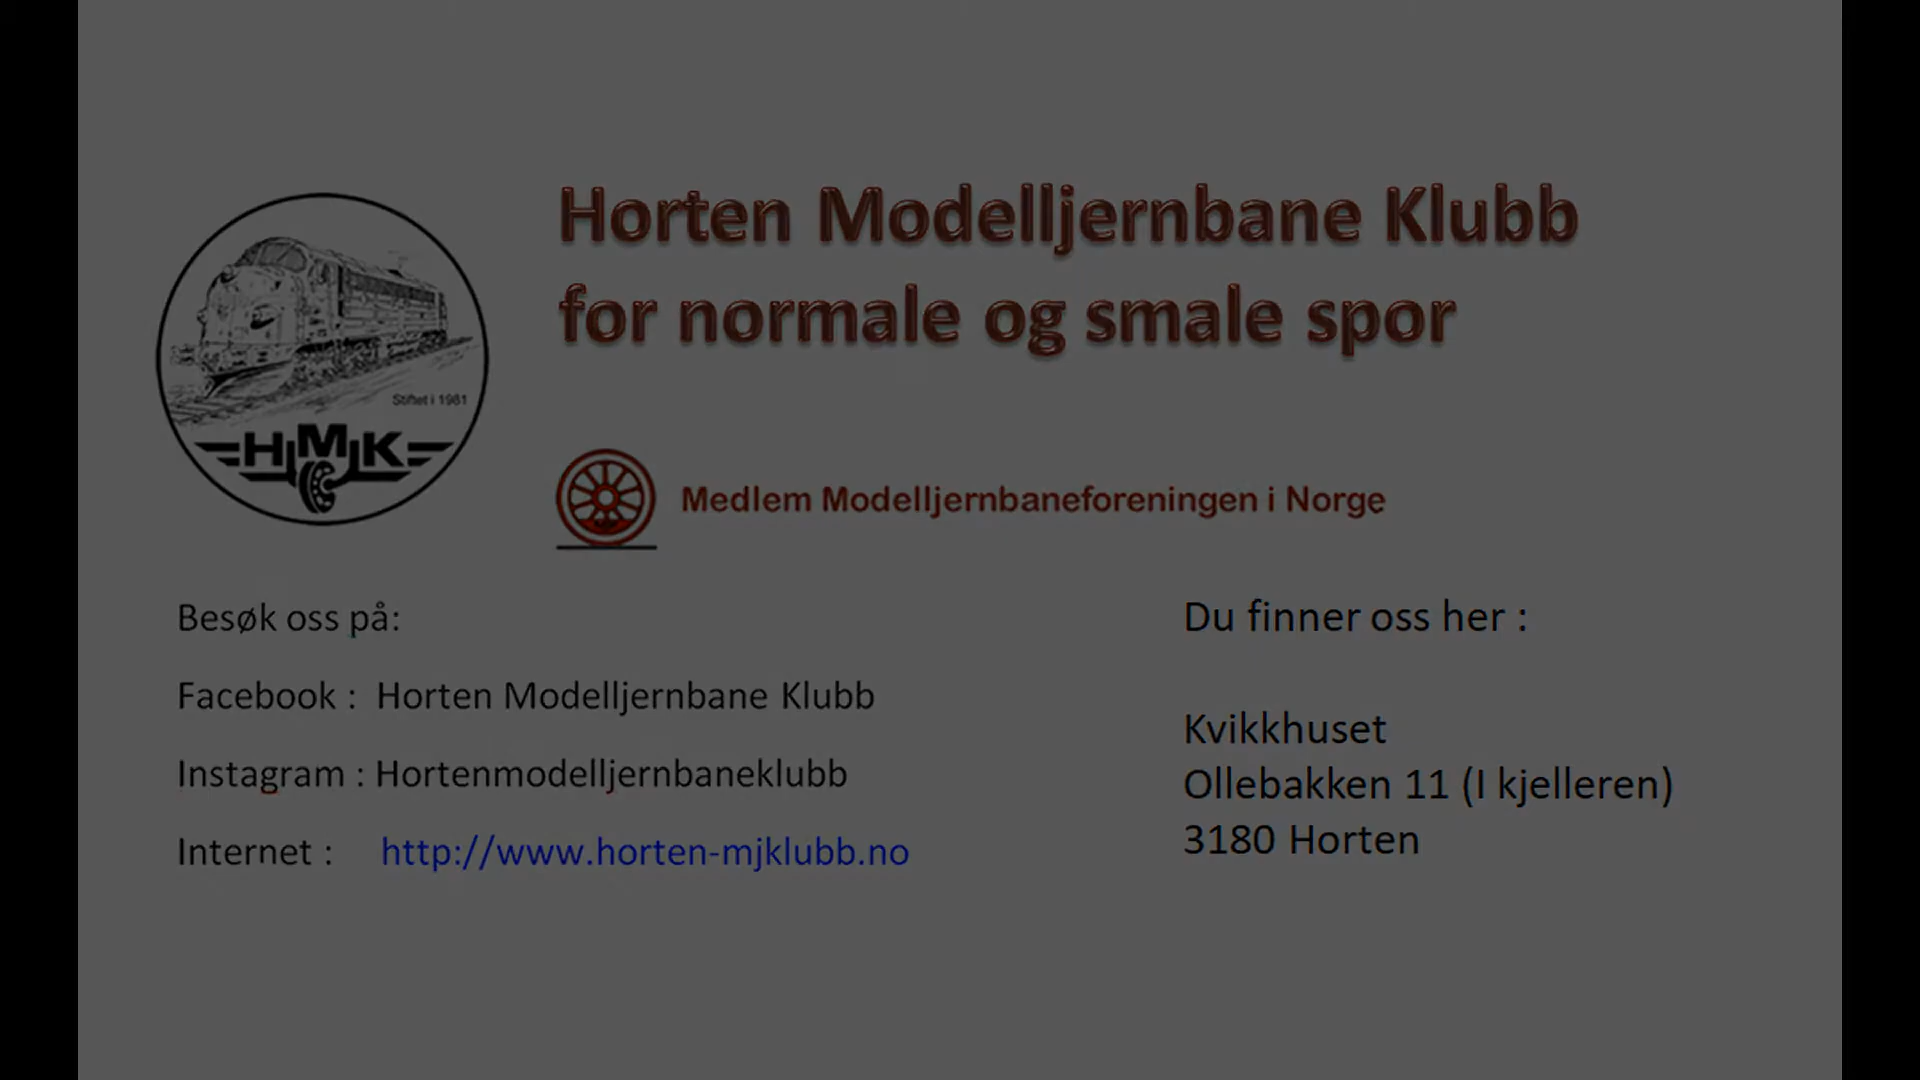 Horten Modelljernbane Klubb
for normale og smale spor
Stiftet i 1981
HMJK
Medlem Modelljernbaneforeningen i Norge
Besøk oss på:
Facebook :  Horten Modelljernbane Klubb
Instagram : Hortenmodelljernbaneklubb
Internet :    http://www.horten-mjklubb.no
Du finner oss her :
Kvikkhuset
Ollebakken 11 (I kjelleren)
3180 Horten